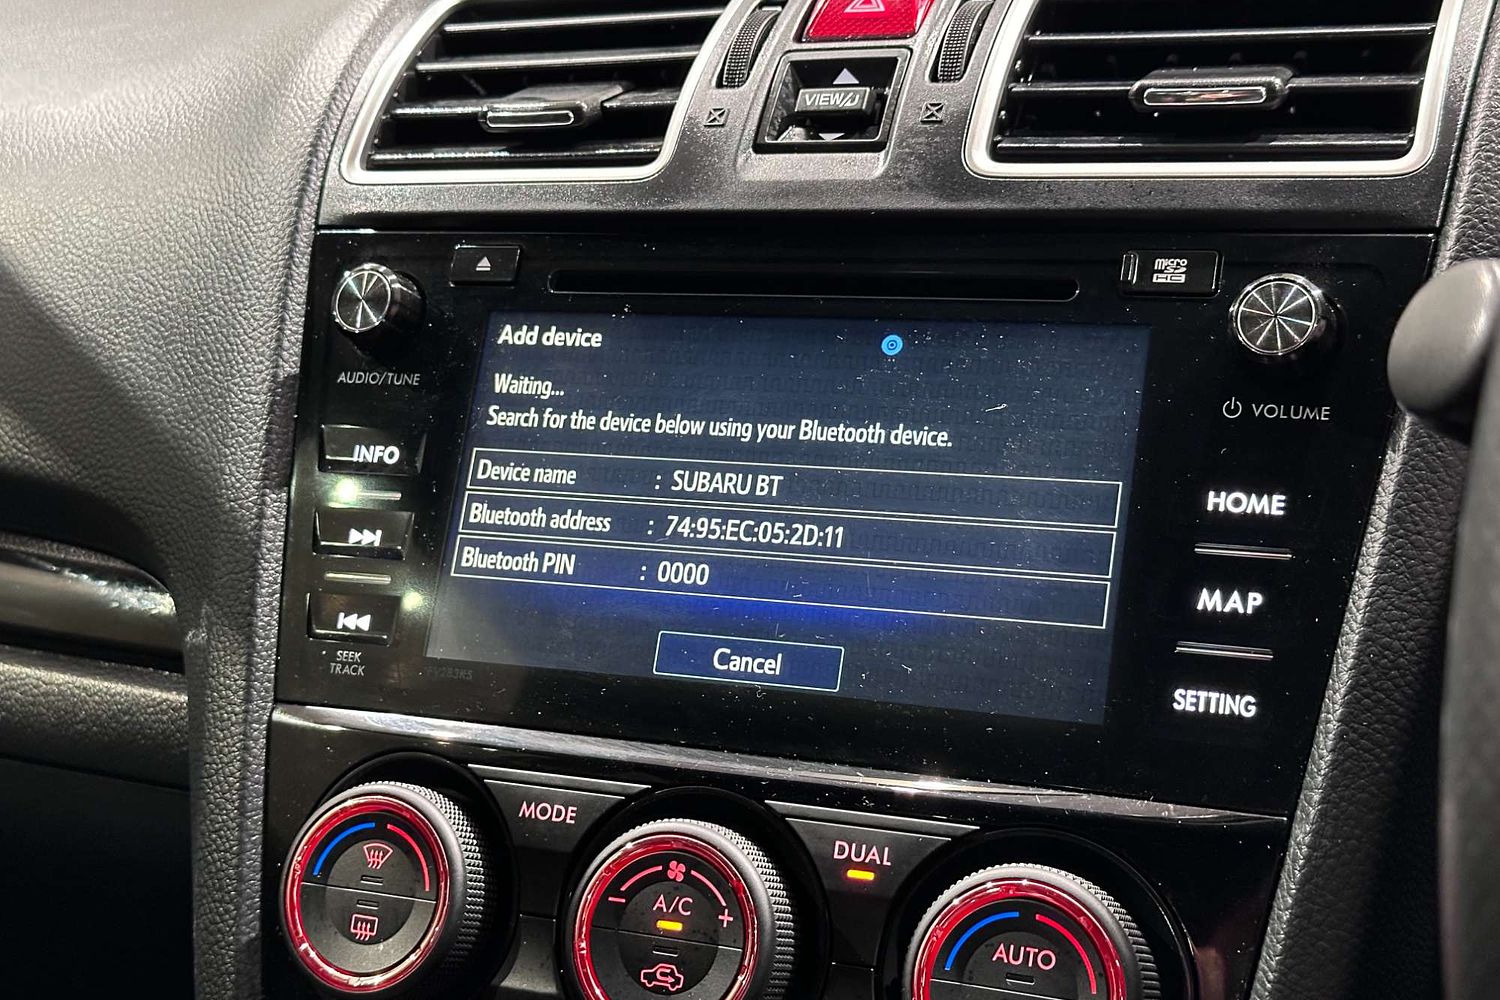 VIEW/
micro
SD
HC
AUDIO/TUNE
VOLUME
INFO
SEEK
TRACK
Add device
Waiting...
Search for the device below using your Bluetooth device.
Device name : SUBARU BT
Bluetooth address : 74:95:EC:05:2D:11
Bluetooth PIN : 0000
Cancel
HOME
MAP
SETTING
MODE
DUAL
A/C
AUTO